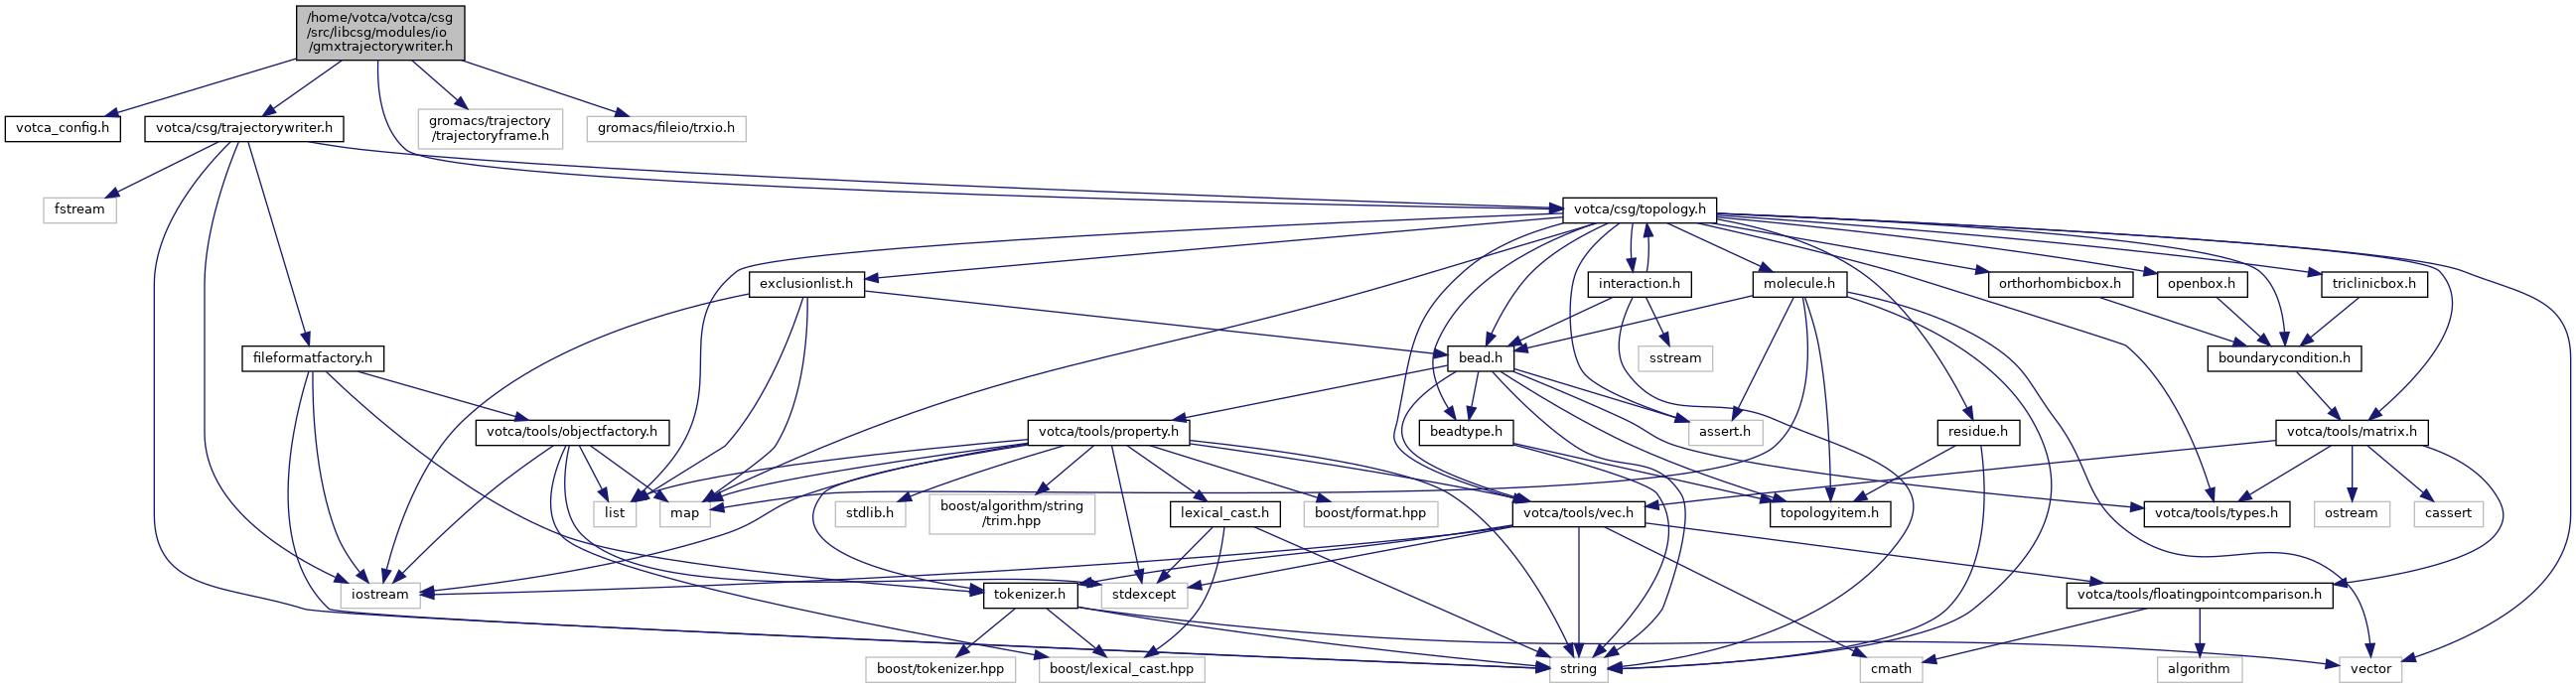 /home/votca/votca/csg
/src/libcsg/modules/io
/gmxtrajectorywriter.h
votca_config.h
votca/csg/trajectorywriter.h
gromacs/trajectory
/trajectoryframe.h
gromacs/fileio/trxio.h
fstream
votca/csg/topology.h
exclusionlist.h
interaction.h
molecule.h
orthorhombicbox.h
openbox.h
triclinicbox.h
fileformatfactory.h
bead.h
sstream
boundarycondition.h
votca/tools/objectfactory.h
votca/tools/property.h
beadtype.h
assert.h
residue.h
votca/tools/matrix.h
list
map
stdlib.h
boost/algorithm/string
/trim.hpp
lexical_cast.h
boost/format.hpp
votca/tools/vec.h
topologyitem.h
votca/tools/types.h
ostream
cassert
iostream
tokenizer.h
stdexcept
votca/tools/floatingpointcomparison.h
boost/tokenizer.hpp
boost/lexical_cast.hpp
string
cmath
algorithm
vector